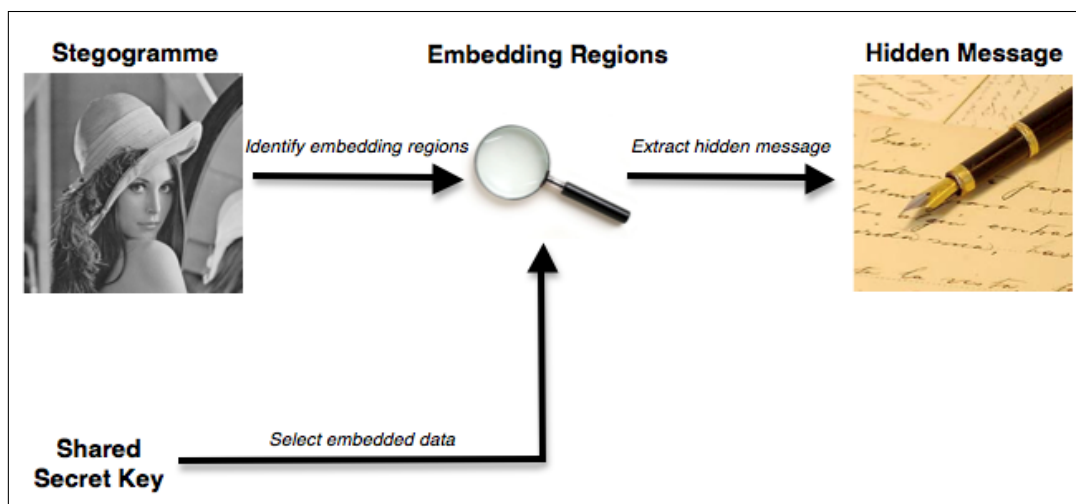 Stegogramme
Embedding Regions
Hidden Message
Identify embedding regions
Extract hidden message
Select embedded data
Shared
Secret Key